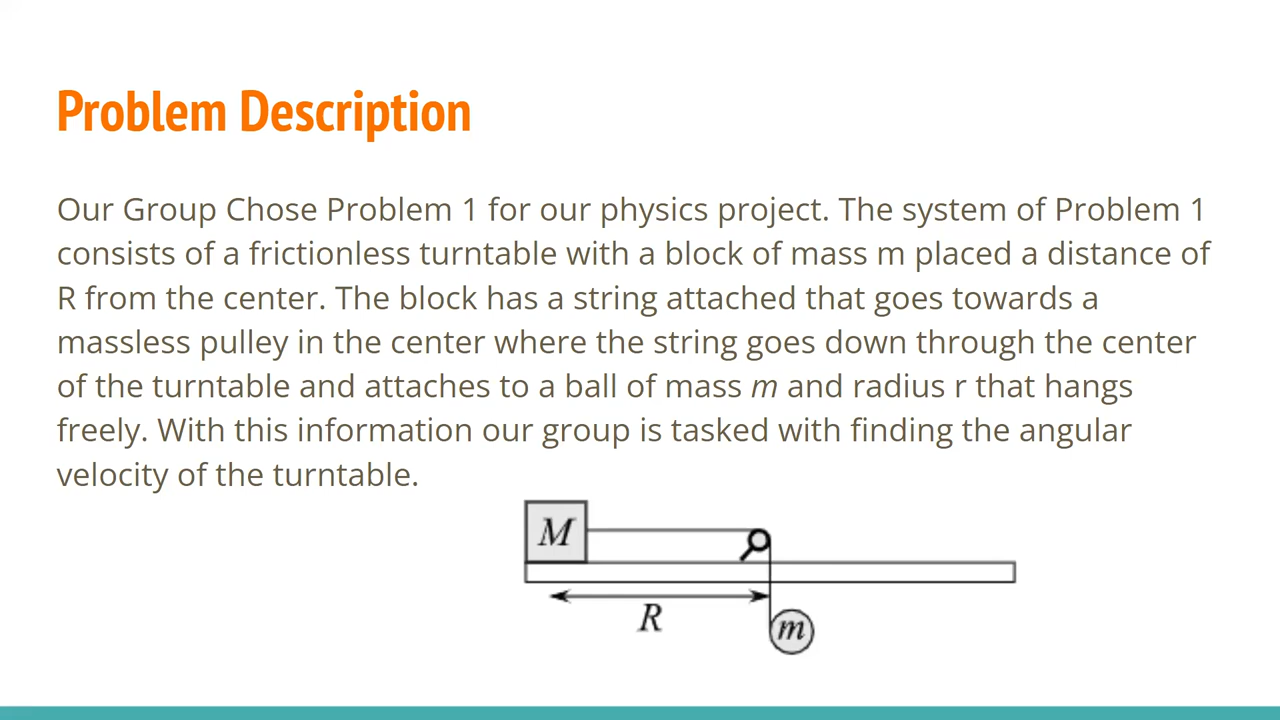 Problem Description
Our Group Chose Problem 1 for our physics project. The system of Problem 1
consists of a frictionless turntable with a block of mass m placed a distance of
R from the center. The block has a string attached that goes towards a
massless pulley in the center where the string goes down through the center
of the turntable and attaches to a ball of mass m and radius r that hangs
freely. With this information our group is tasked with finding the angular
velocity of the turntable.
M
R
m